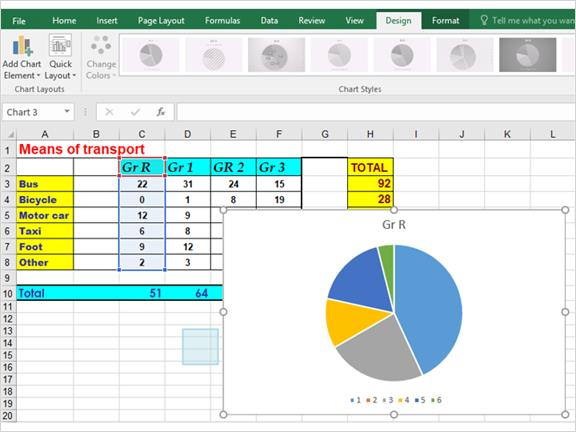 File Home Insert Page Layout Formulas Data Review View Design Format Tell me what you wan
Add Chart Element Quick Layout Change Colors
Chart Layouts Chart Styles
Chart 3 fx
A B C D E F G H I J K L
1 Means of transport
2 Gr R Gr 1 GR 2 Gr 3 TOTAL
3 Bus 22 31 24 15 92
4 Bicycle 0 1 8 19 28
5 Motor car 12 9
6 Taxi 6 8
7 Foot 9 12
8 Other 2 3
9
10 Total 51 64
11
12
13
14
15
16
17
18
19
20
Gr R
1 2 3 4 5 6